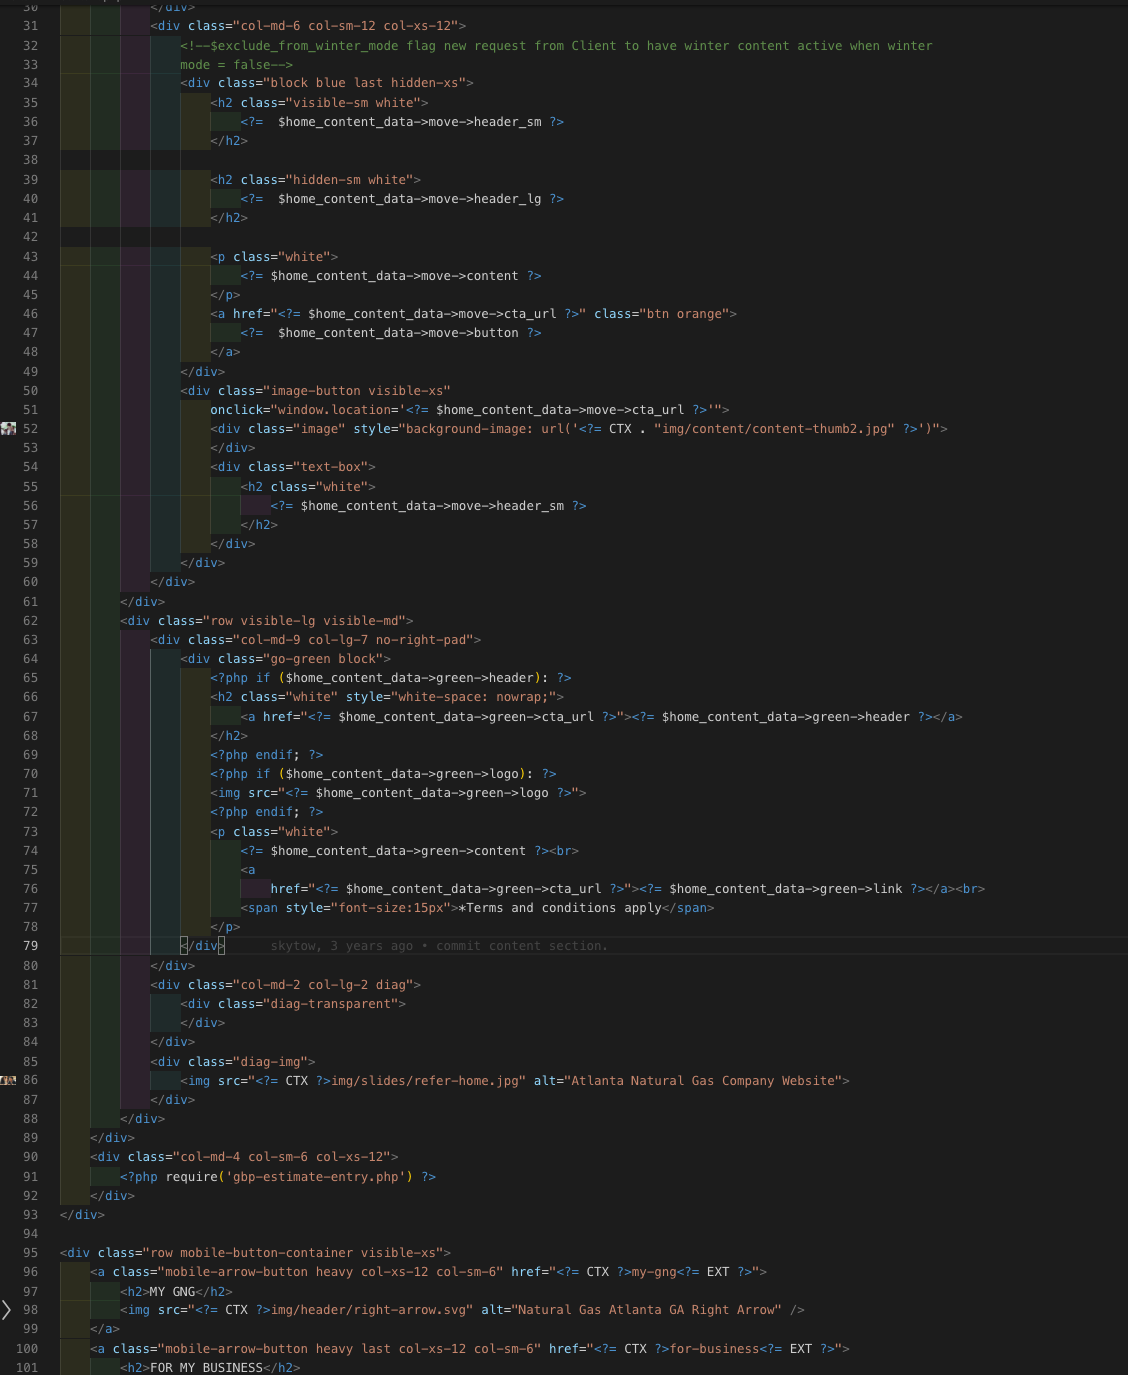 30 </div>
31 <div class="col-md-6 col-sm-12 col-xs-12">
32 <!--$exclude_from_winter_mode flag new request from Client to have winter content active when winter
33 mode = false-->
34 <div class="block blue last hidden-xs">
35 <h2 class="visible-sm white">
36 <?=  $home_content_data->move->header_sm ?>
37 </h2>
38
39 <h2 class="hidden-sm white">
40 <?=  $home_content_data->move->header_lg ?>
41 </h2>
42
43 <p class="white">
44 <?= $home_content_data->move->content ?>
45 </p>
46 <a href="<?= $home_content_data->move->cta_url ?>" class="btn orange">
47 <?=  $home_content_data->move->button ?>
48 </a>
49 </div>
50 <div class="image-button visible-xs"
51 onclick="window.location='<?= $home_content_data->move->cta_url ?>'">
52 <div class="image" style="background-image: url('<?= CTX . "img/content/content-thumb2.jpg" ?>')">
53 </div>
54 <div class="text-box">
55 <h2 class="white">
56 <?= $home_content_data->move->header_sm ?>
57 </h2>
58 </div>
59 </div>
60 </div>
61 </div>
62 <div class="row visible-lg visible-md">
63 <div class="col-md-9 col-lg-7 no-right-pad">
64 <div class="go-green block">
65 <?php if ($home_content_data->green->header): ?>
66 <h2 class="white" style="white-space: nowrap;">
67 <a href="<?= $home_content_data->green->cta_url ?>"><?= $home_content_data->green->header ?></a>
68 </h2>
69 <?php endif; ?>
70 <?php if ($home_content_data->green->logo): ?>
71 <img src="<?= $home_content_data->green->logo ?>">
72 <?php endif; ?>
73 <p class="white">
74 <?= $home_content_data->green->content ?><br>
75 <a
76 href="<?= $home_content_data->green->cta_url ?>"><?= $home_content_data->green->link ?></a><br>
77 <span style="font-size:15px">*Terms and conditions apply</span>
78 </p>
79 </div> skytow, 3 years ago • commit content section.
80 </div>
81 <div class="col-md-2 col-lg-2 diag">
82 <div class="diag-transparent">
83 </div>
84 </div>
85 <div class="diag-img">
86 <img src="<?= CTX ?>img/slides/refer-home.jpg" alt="Atlanta Natural Gas Company Website">
87 </div>
88 </div>
89 </div>
90 <div class="col-md-4 col-sm-6 col-xs-12">
91 <?php require('gbp-estimate-entry.php') ?>
92 </div>
93 </div>
94
95 <div class="row mobile-button-container visible-xs">
96 <a class="mobile-arrow-button heavy col-xs-12 col-sm-6" href="<?= CTX ?>my-gng<?= EXT ?>">
97 <h2>MY GNG</h2>
98 <img src="<?= CTX ?>img/header/right-arrow.svg" alt="Natural Gas Atlanta GA Right Arrow" />
99 </a>
100 <a class="mobile-arrow-button heavy last col-xs-12 col-sm-6" href="<?= CTX ?>for-business<?= EXT ?>">
101 <h2>FOR MY BUSINESS</h2>